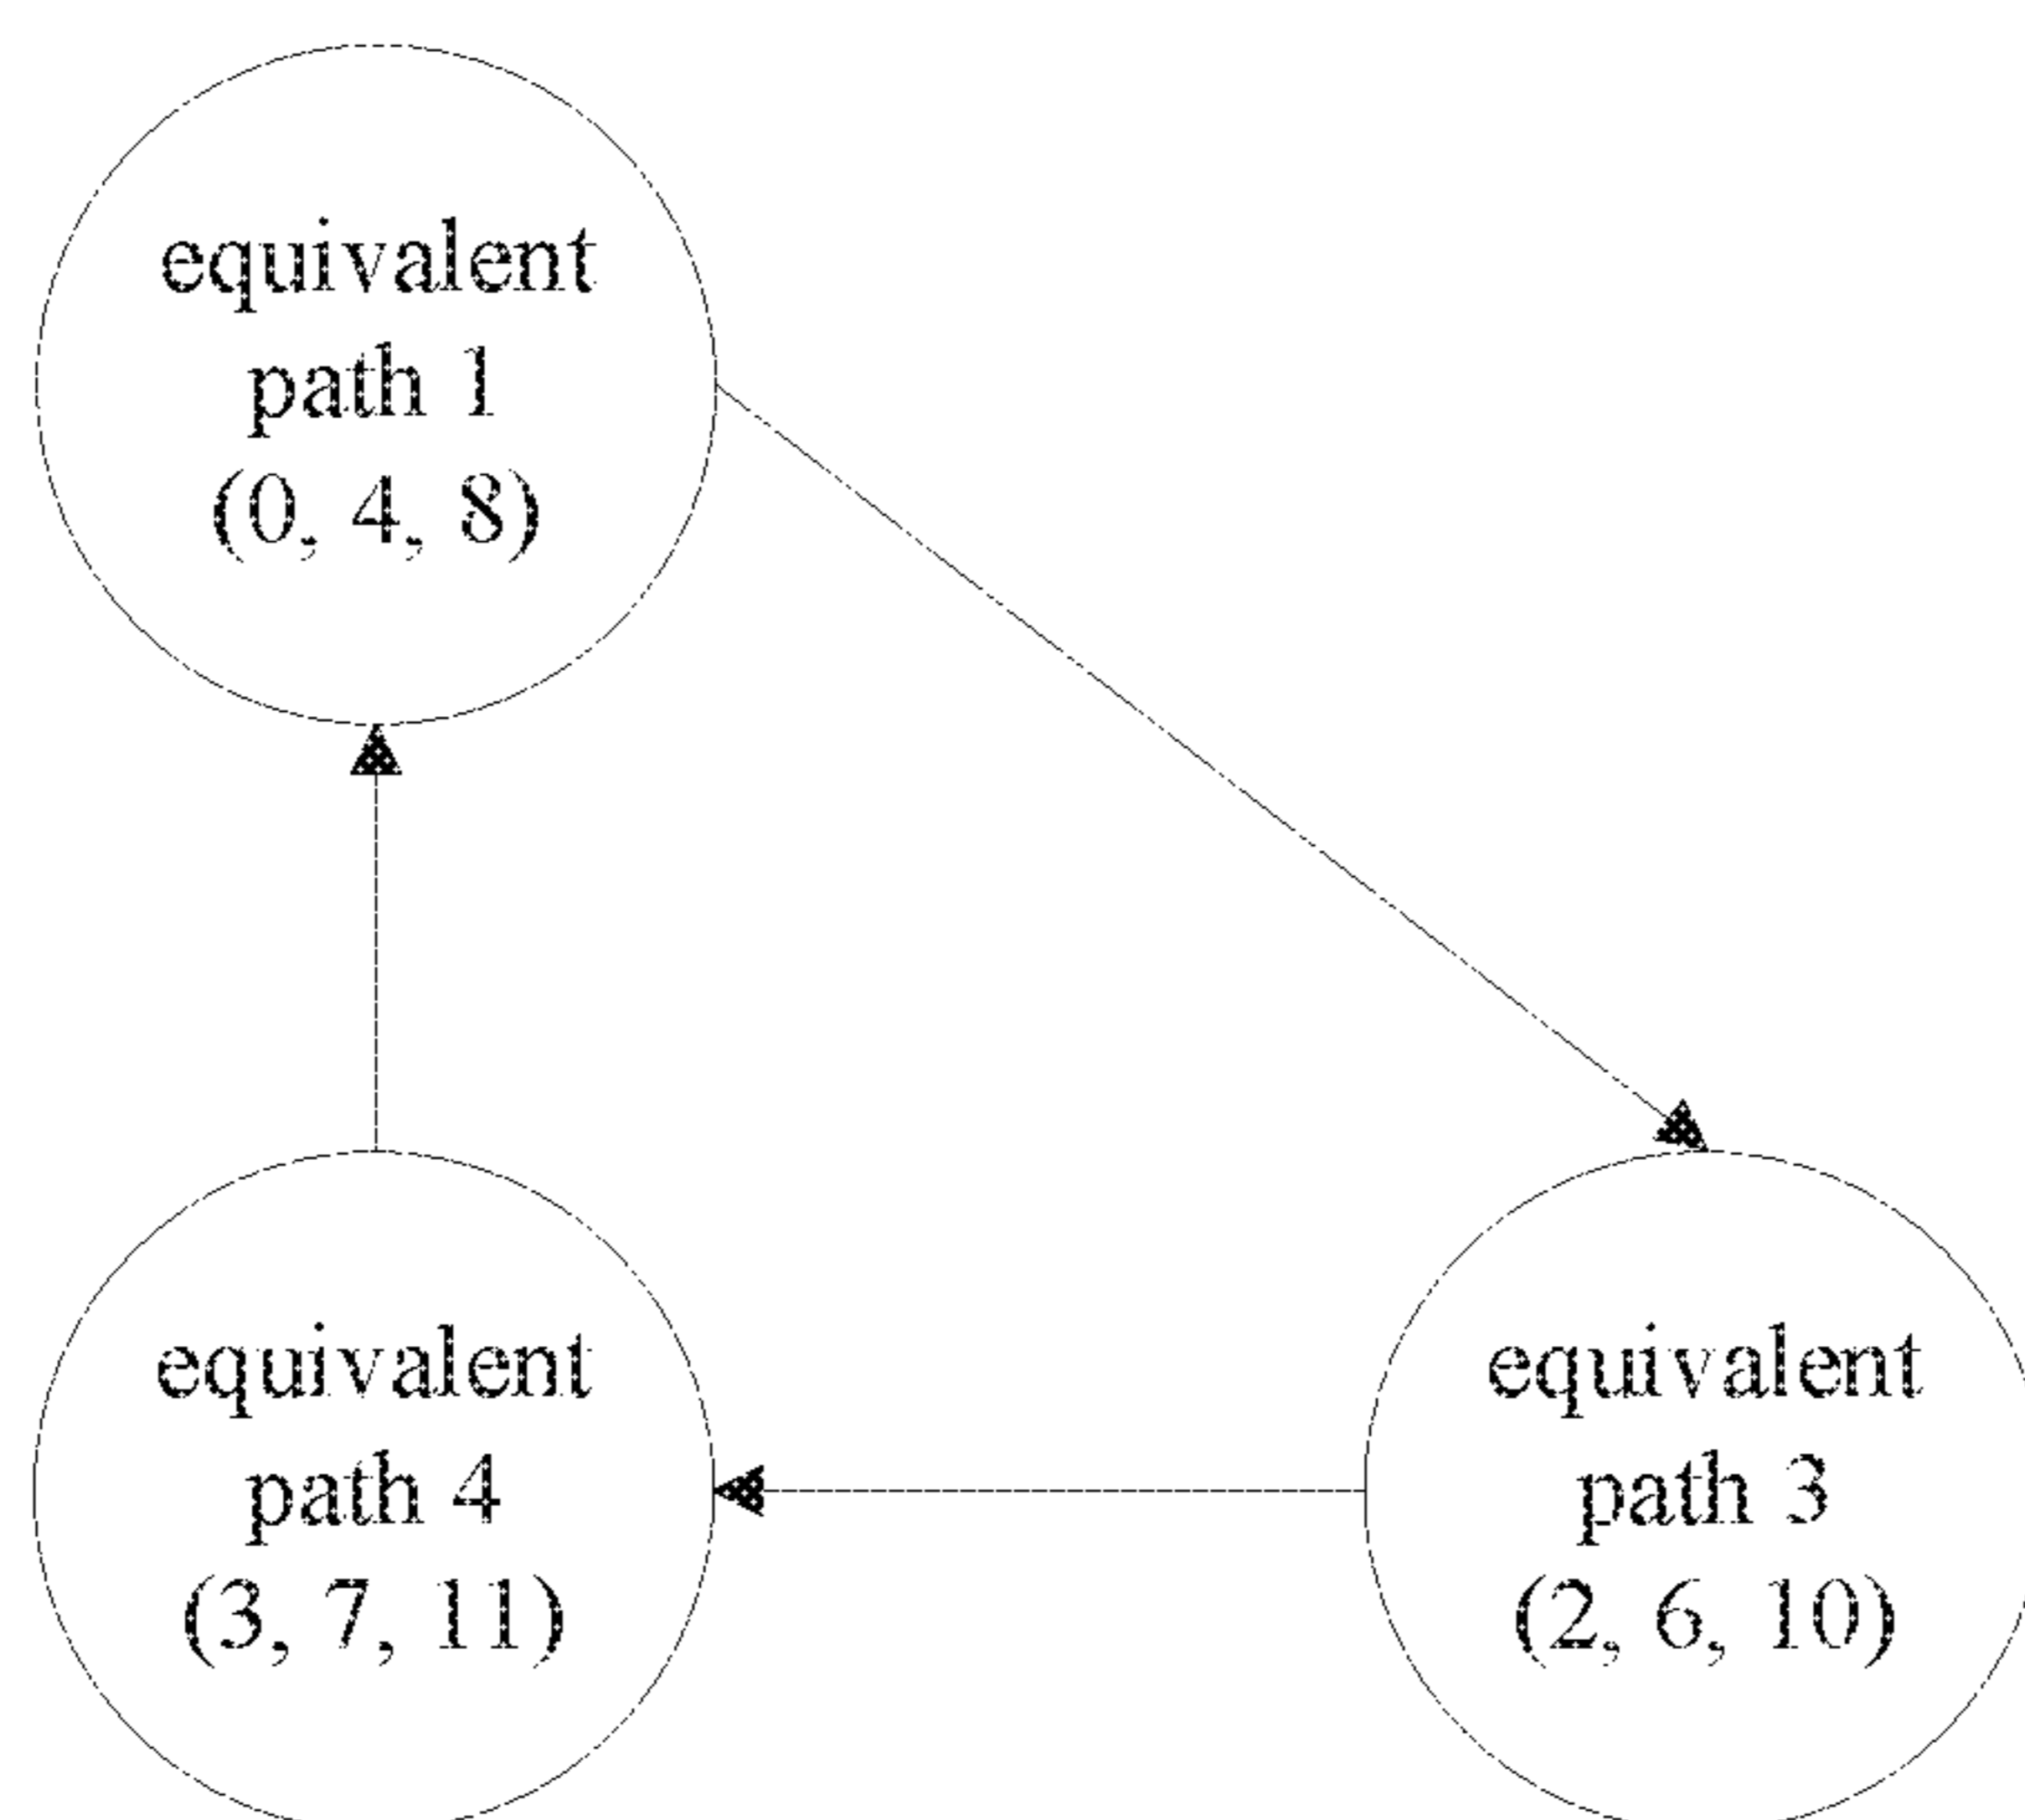 equivalent
path 1
(0, 4, 8)
equivalent
path 4
(3, 7, 11)
equivalent
path 3
(2, 6, 10)